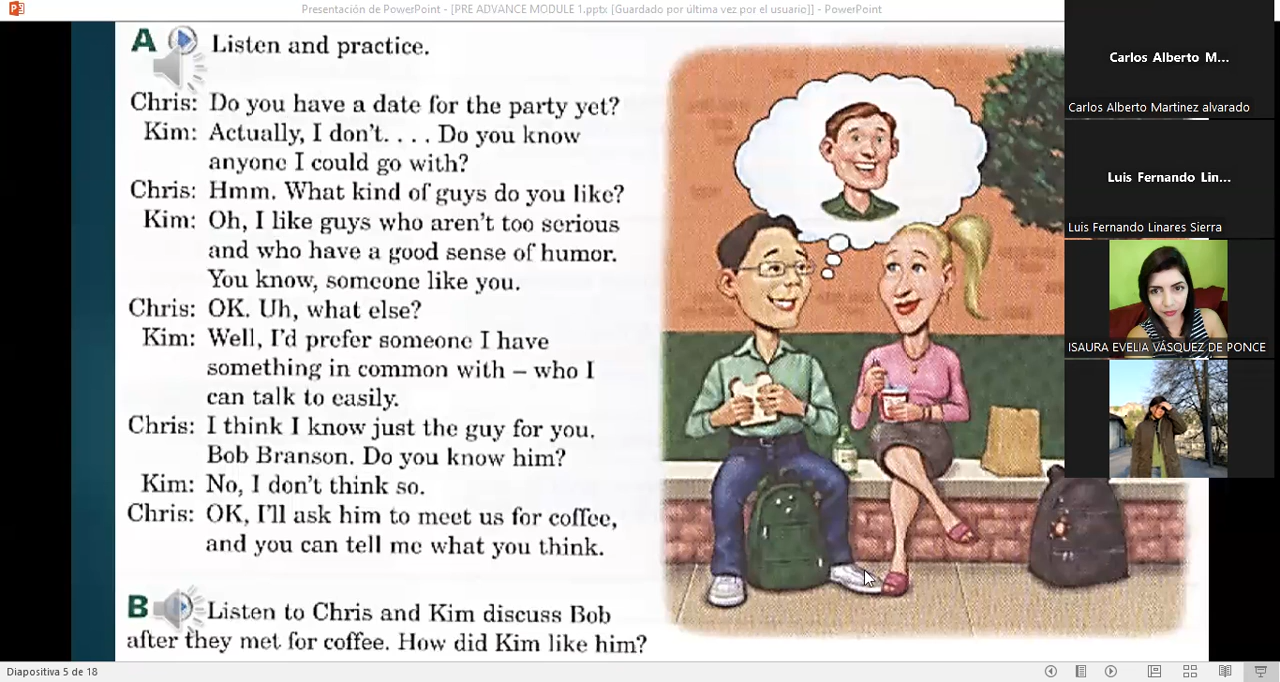 Presentación de PowerPoint - [PRE ADVANCE MODULE 1.pptx [Guardado por última vez por el usuario]] - PowerPoint
A Listen and practice.
Chris: Do you have a date for the party yet?
Kim: Actually, I don't. . . . Do you know
anyone I could go with?
Chris: Hmm. What kind of guys do you like?
Kim: Oh, I like guys who aren't too serious
and who have a good sense of humor.
You know, someone like you.
Chris: OK. Uh, what else?
Kim: Well, I'd prefer someone I have
something in common with – who I
can talk to easily.
Chris: I think I know just the guy for you.
Bob Branson. Do you know him?
Kim: No, I don't think so.
Chris: OK, I'll ask him to meet us for coffee,
and you can tell me what you think.
B Listen to Chris and Kim discuss Bob
after they met for coffee. How did Kim like him?
Carlos Alberto M...
Carlos Alberto Martinez alvarado
Luis Fernando Lin...
Luis Fernando Linares Sierra
ISAURA EVELIA VÁSQUEZ DE PONCE
Diapositiva 5 de 18